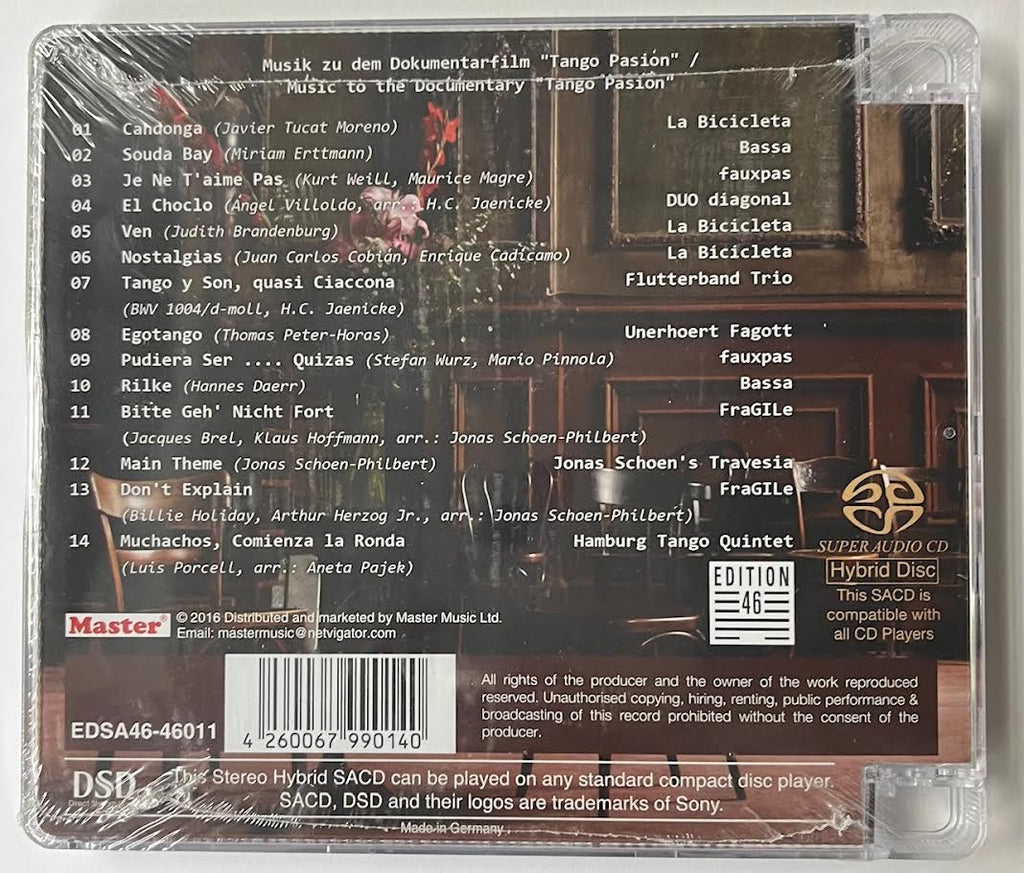 Musik zu dem Dokumentarfilm "Tango Pasión" /
Music to the Documentary "Tango Pasión"
01 Candonga (Javier Tucat Moreno) La Bicicleta
02 Souda Bay (Miriam Erttmann) Bassa
03 Je Ne T'aime Pas (Kurt Weill, Maurice Magre) fauxpas
04 El Choclo (Ángel Villoldo, arr.: H.C. Jaenicke) DUO diagonal
05 Ven (Judith Brandenburg) La Bicicleta
06 Nostalgias (Juan Carlos Cobián, Enrique Cadicamo) La Bicicleta
07 Tango y Son, quasi Ciaccona Flutterband Trio
(BWV 1004/d-moll, H.C. Jaenicke)
08 Egotango (Thomas Peter-Horas) Unerhoert Fagott
09 Pudiera Ser .... Quizas (Stefan Wurz, Mario Pinnola) fauxpas
10 Rilke (Hannes Daerr) Bassa
11 Bitte Geh' Nicht Fort FraGILe
(Jacques Brel, Klaus Hoffmann, arr.: Jonas Schoen-Philbert)
12 Main Theme (Jonas Schoen-Philbert) Jonas Schoen's Travesia
13 Don't Explain FraGILe
(Billie Holiday, Arthur Herzog Jr., arr.: Jonas Schoen-Philbert)
14 Muchachos, Comienza la Ronda Hamburg Tango Quintet
(Luis Porcell, arr.: Aneta Pajek)
SUPER AUDIO CD
Hybrid Disc
This SACD is
compatible with
all CD Players
EDITION
46
Master®
© 2016 Distributed and marketed by Master Music Ltd.
Email: mastermusic@netvigator.com
EDSA46-46011
4 260067 990140
All rights of the producer and the owner of the work reproduced
reserved. Unauthorised copying, hiring, renting, public performance &
broadcasting of this record prohibited without the consent of the
producer.
DSD
Direct
This Stereo Hybrid SACD can be played on any standard compact disc player.
SACD, DSD and their logos are trademarks of Sony.
Made in Germany